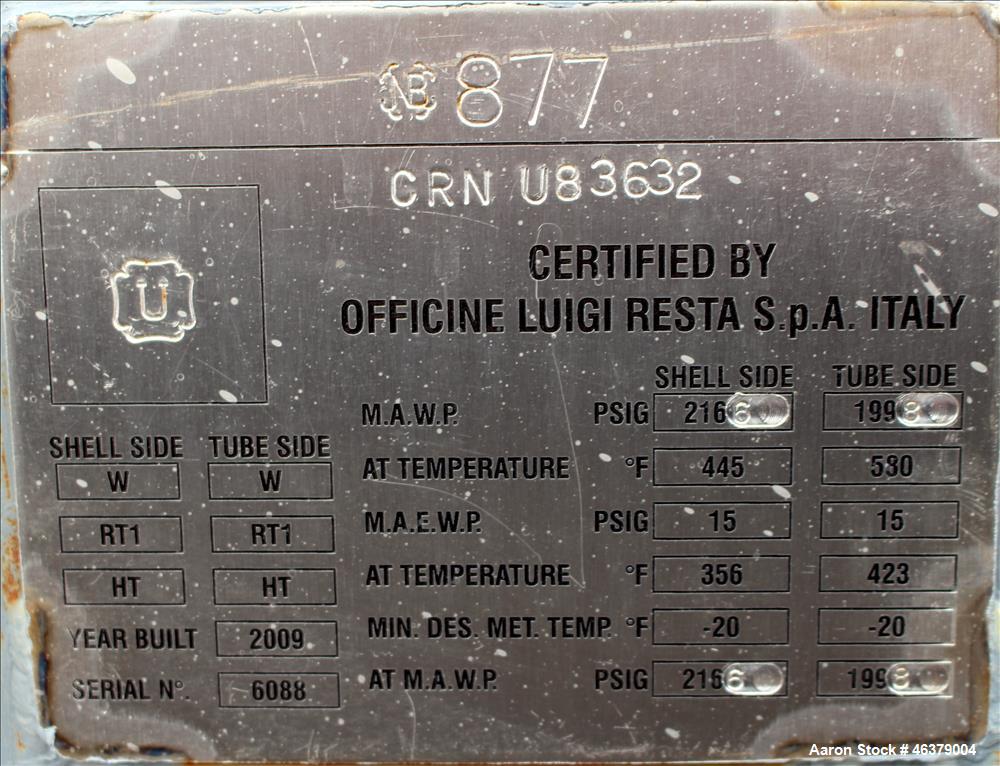 NB 877
CRN U83632
U
CERTIFIED BY
OFFICINE LUIGI RESTA S.p.A. ITALY
SHELL SIDE TUBE SIDE
M.A.W.P. PSIG
AT TEMPERATURE °F 445 580
M.A.E.W.P. PSIG 15 15
AT TEMPERATURE °F 356 423
MIN. DES. MET. TEMP. °F -20 -20
AT M.A.W.P. PSIG
SHELL SIDE TUBE SIDE
W W
RT1 RT1
HT HT
YEAR BUILT 2009
SERIAL N°. 6088
Aaron Stock # 46379004